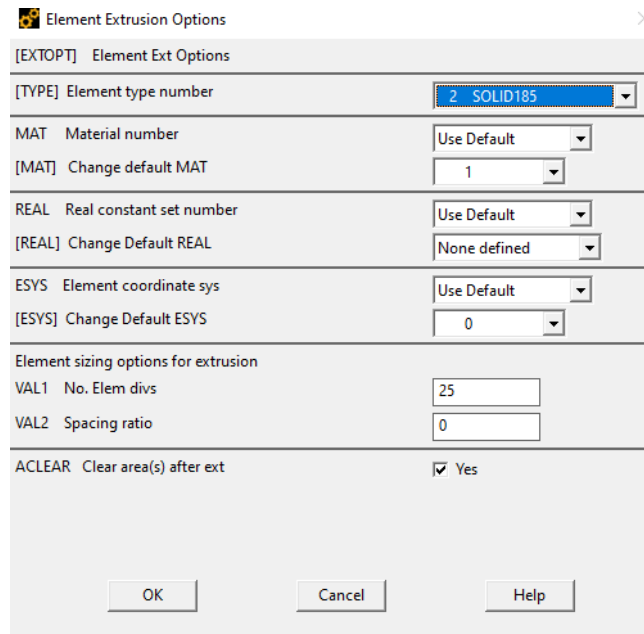 Element Extrusion Options
[EXTOPT] Element Ext Options
[TYPE] Element type number 2 SOLID185
MAT Material number Use Default
[MAT] Change default MAT 1
REAL Real constant set number Use Default
[REAL] Change Default REAL None defined
ESYS Element coordinate sys Use Default
[ESYS] Change Default ESYS 0
Element sizing options for extrusion
VAL1 No. Elem divs 25
VAL2 Spacing ratio 0
ACLEAR Clear area(s) after ext Yes
OK Cancel Help